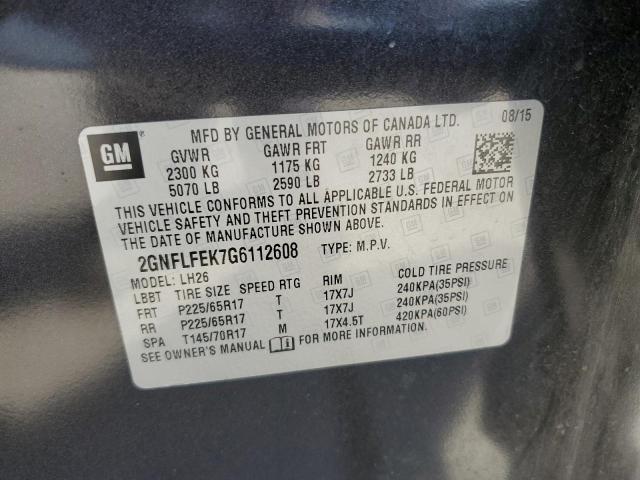 GM
MFD BY GENERAL MOTORS OF CANADA LTD. 08/15
GVWR GAWR FRT GAWR RR
2300 KG 1175 KG 1240 KG
5070 LB 2590 LB 2733 LB
THIS VEHICLE CONFORMS TO ALL APPLICABLE U.S. FEDERAL MOTOR
VEHICLE SAFETY AND THEFT PREVENTION STANDARDS IN EFFECT ON
THE DATE OF MANUFACTURE SHOWN ABOVE.
2GNFLFEK7G6112608 TYPE: M.P.V.
MODEL: LH26
LBBT TIRE SIZE SPEED RTG RIM COLD TIRE PRESSURE
FRT P225/65R17 T 17X7J 240KPA(35PSI)
RR P225/65R17 T 17X7J 240KPA(35PSI)
SPA T145/70R17 M 17X4.5T 420KPA(60PSI)
SEE OWNER'S MANUAL FOR MORE INFORMATION.